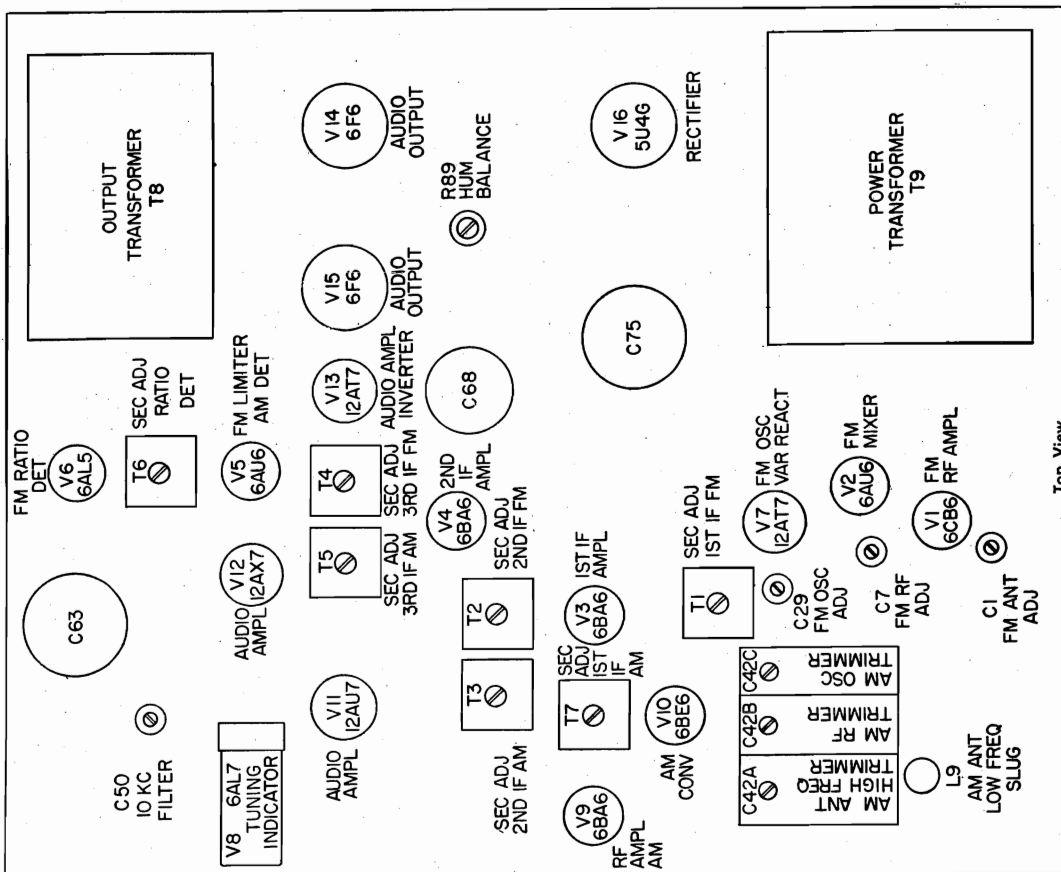 OUTPUT
TRANSFORMER
T8
V14
6F6
AUDIO
OUTPUT
V15
6F6
AUDIO
OUTPUT
R89
HUM
BALANCE
V16
5U4G
RECTIFIER
POWER
TRANSFORMER
T9
C75
C68
V13
12AT7
AUDIO AMPL
INVERTER
FM RATIO
DET
V6
6AL5
T6
SEC ADJ
RATIO
DET
V5
6AU6
FM LIMITER
AM DET
T4
SEC ADJ
3RD IF FM
T5
SEC ADJ
3RD IF AM
V4
6BA6
2ND
IF
AMPL
C63
AUDIO
AMPL
V12
12AX7
T2
SEC ADJ
2ND IF FM
V3
6BA6
1ST IF
AMPL
T1
SEC ADJ
1ST IF FM
V7
12AT7
FM OSC
VAR REACT
V2
6AU6
FM
MIXER
V1
6CB6
FM
RF AMPL
C29
FM OSC
ADJ
C7
FM RF
ADJ
C1
FM ANT
ADJ
C50
10 KC
FILTER
V8 6AL7
TUNING
INDICATOR
V11
12AU7
AUDIO
AMPL
T3
SEC ADJ
2ND IF AM
T7
SEC
ADJ
1ST
IF
AM
V10
6BE6
AM
CONV
V9
6BA6
RF
AMPL
AM
C42A
AM ANT
HIGH FREQ
TRIMMER
C42B
AM RF
TRIMMER
C42C
AM OSC
TRIMMER
L9
AM ANT
LOW FREQ
SLUG
Top View